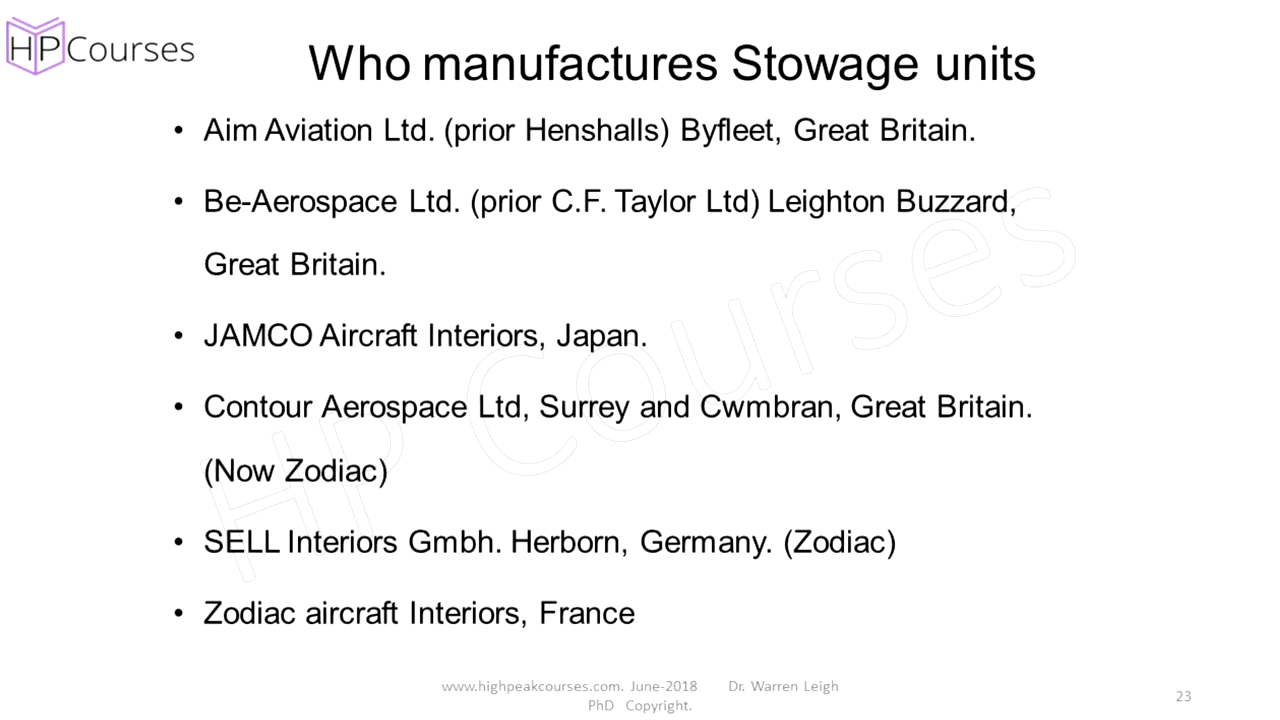 HP Courses
Who manufactures Stowage units
• Aim Aviation Ltd. (prior Henshalls) Byfleet, Great Britain.
• Be-Aerospace Ltd. (prior C.F. Taylor Ltd) Leighton Buzzard,
Great Britain.
• JAMCO Aircraft Interiors, Japan.
• Contour Aerospace Ltd, Surrey and Cwmbran, Great Britain.
(Now Zodiac)
• SELL Interiors Gmbh. Herborn, Germany. (Zodiac)
• Zodiac aircraft Interiors, France
HP Courses
www.highpeakcourses.com. June-2018 Dr. Warren Leigh
PhD Copyright.
23